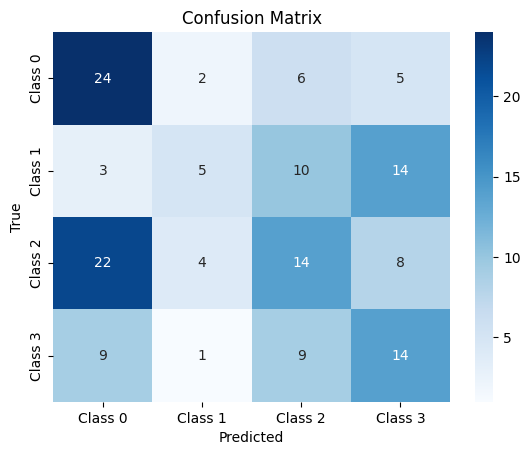 Confusion Matrix
True
Class 0 24 2 6 5
Class 1 3 5 10 14
Class 2 22 4 14 8
Class 3 9 1 9 14
Class 0 Class 1 Class 2 Class 3
Predicted
20
15
10
5